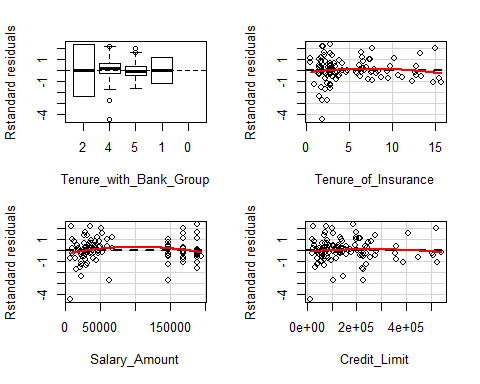 Rstandard residuals
1
-1
-4
2 4 5 1 0
Tenure_with_Bank_Group
Rstandard residuals
1
-1
-4
0 5 10 15
Tenure_of_Insurance
Rstandard residuals
1
-1
-4
0 50000 150000
Salary_Amount
Rstandard residuals
1
-1
-4
0e+00 2e+05 4e+05
Credit_Limit